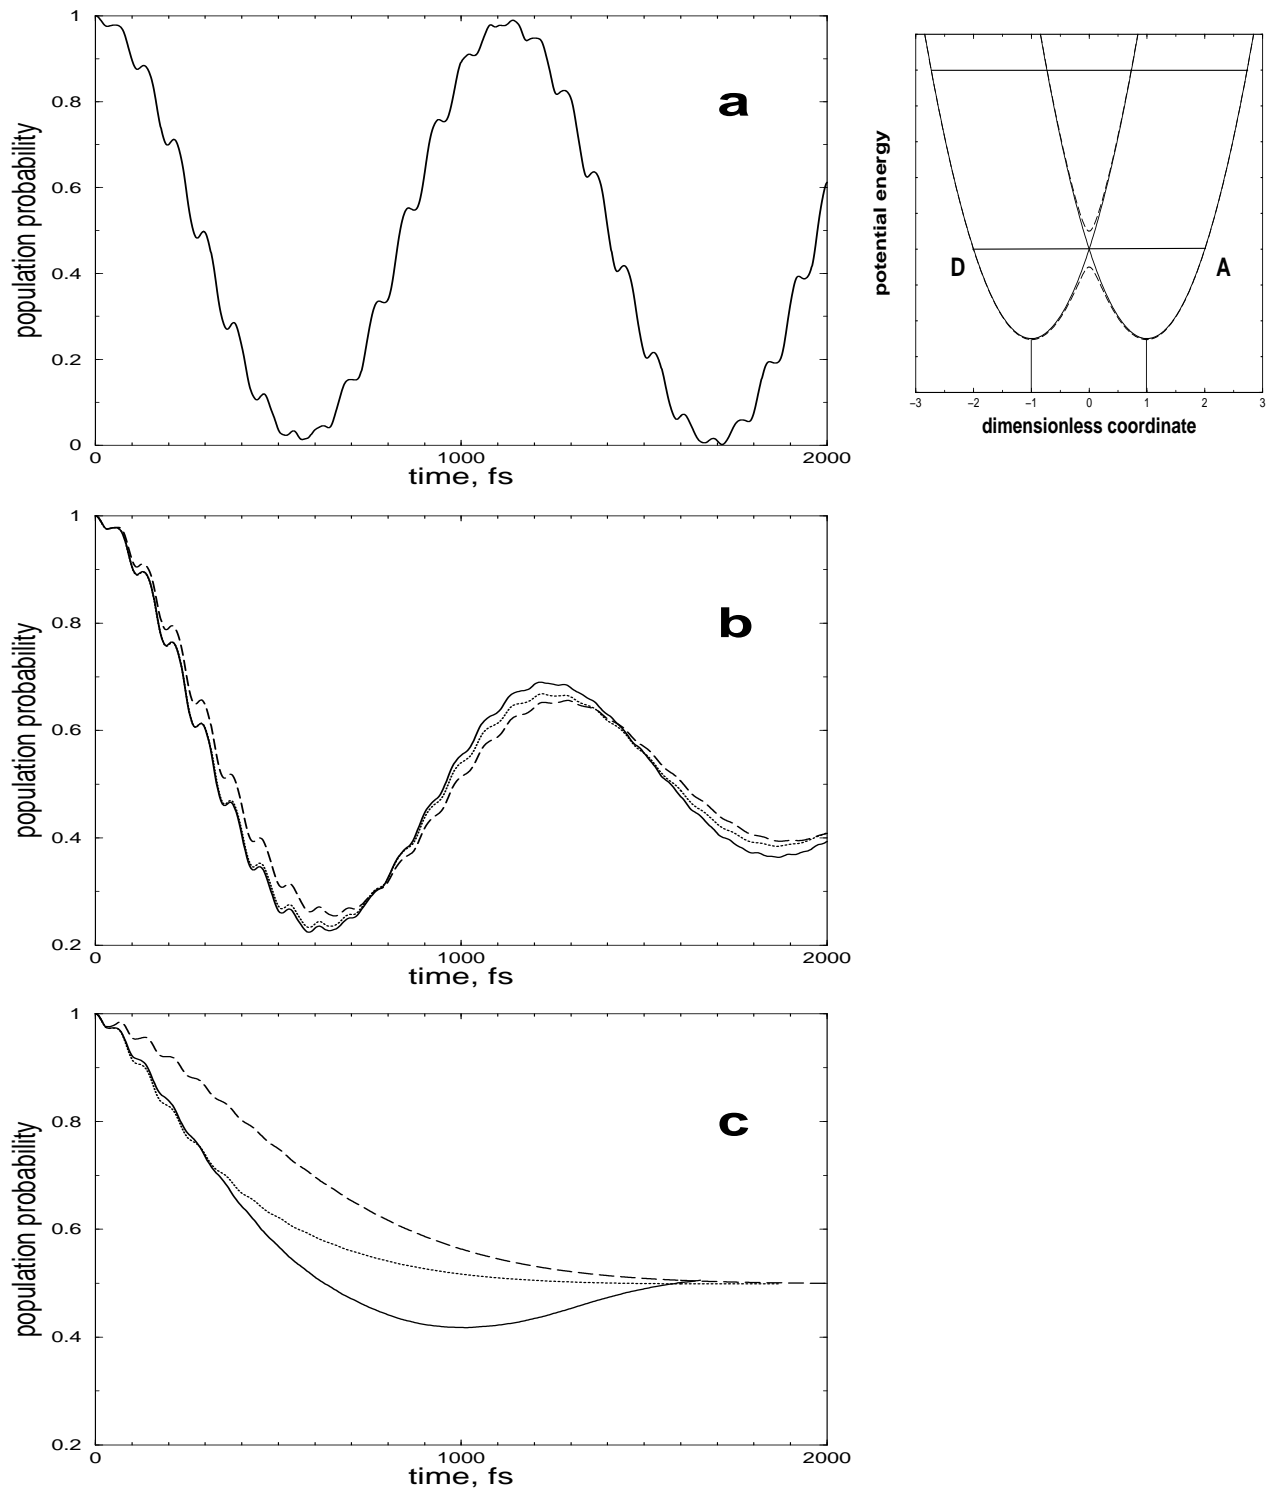 1
0.8
0.6
0.4
0.2
0
population probability
a
0
1000
2000
time, fs
potential energy
D
A
−3
−2
−1
0
1
2
3
dimensionless coordinate
1
0.8
0.6
0.4
0.2
population probability
b
0
1000
2000
time, fs
1
0.8
0.6
0.4
0.2
population probability
c
0
1000
2000
time, fs